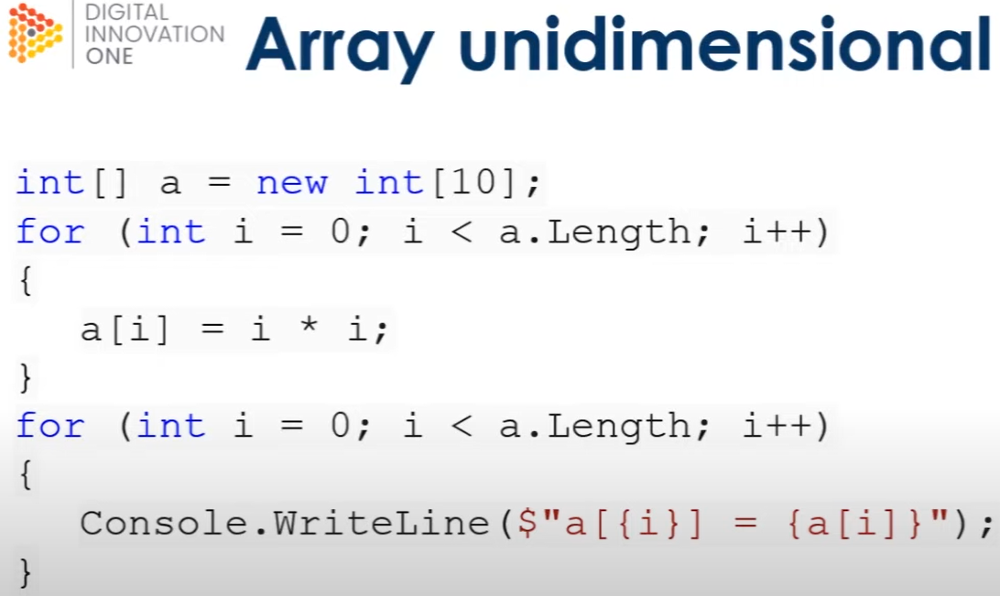 DIGITAL
INNOVATION
ONE
Array unidimensional
int[] a = new int[10];
for (int i = 0; i < a.Length; i++)
{
a[i] = i * i;
}
for (int i = 0; i < a.Length; i++)
{
Console.WriteLine($"a[{i}] = {a[i]}");
}